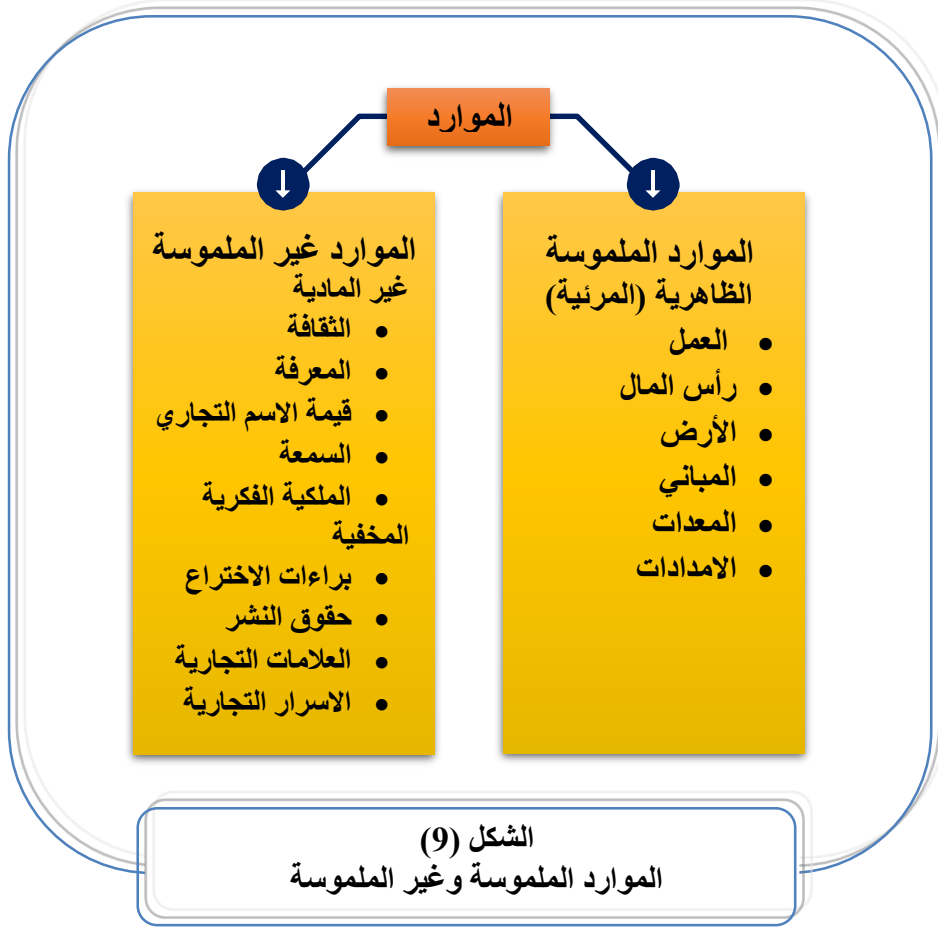 الموارد
الموارد الملموسة
الظاهرية (المرئية)
• العمل
• رأس المال
• الأرض
• المباني
• المعدات
• الامدادات
الموارد غير الملموسة
غير المادية
• الثقافة
• المعرفة
• قيمة الاسم التجاري
• السمعة
• الملكية الفكرية
المخفية
• براءات الاختراع
• حقوق النشر
• العلامات التجارية
• الاسرار التجارية
الشكل (9)
الموارد الملموسة وغير الملموسة